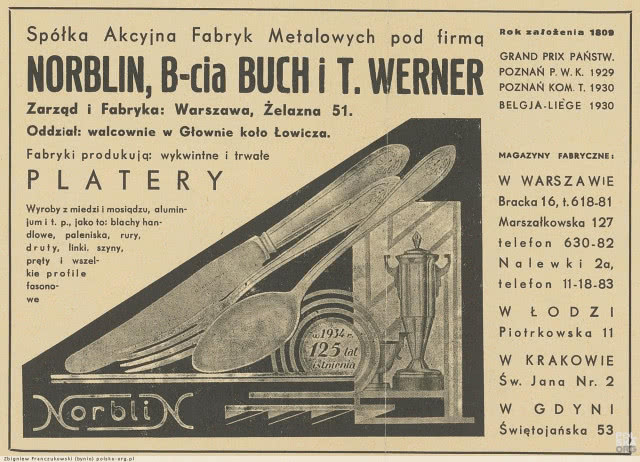 Spółka Akcyjna Fabryk Metalowych pod firmą
NORBLIN, B-cia BUCH i T. WERNER
Zarząd i Fabryka: Warszawa, Żelazna 51.
Oddział: walcownie w Głownie koło Łowicza.
Fabryki produkują: wykwintne i trwałe
PLATERY
Wyroby z miedzi i mosiądzu, alumin-
jum i t. p., jako to: blachy han-
dlowe, paleniska, rury,
druty, linki, szyny,
pręty i wszel-
kie profile
fasono-
we
w 1934 r.
125 lat
istnienia
Norblin
Rok założenia 1809
GRAND PRIX PAŃSTW.
POZNAŃ P. W. K. 1929
POZNAŃ KOM. T. 1930
BELGJA-LIÈGE 1930
MAGAZYNY FABRYCZNE:
W WARSZAWIE
Bracka 16, t. 618-81
Marszałkowska 127
telefon 630-82
Nalewki 2a,
telefon 11-18-83
W ŁODZI
Piotrkowska 11
W KRAKOWIE
Św. Jana Nr. 2
W GDYNI
Świętojańska 53
Zbigniew Franczukowski (bynio) polska-org.pl